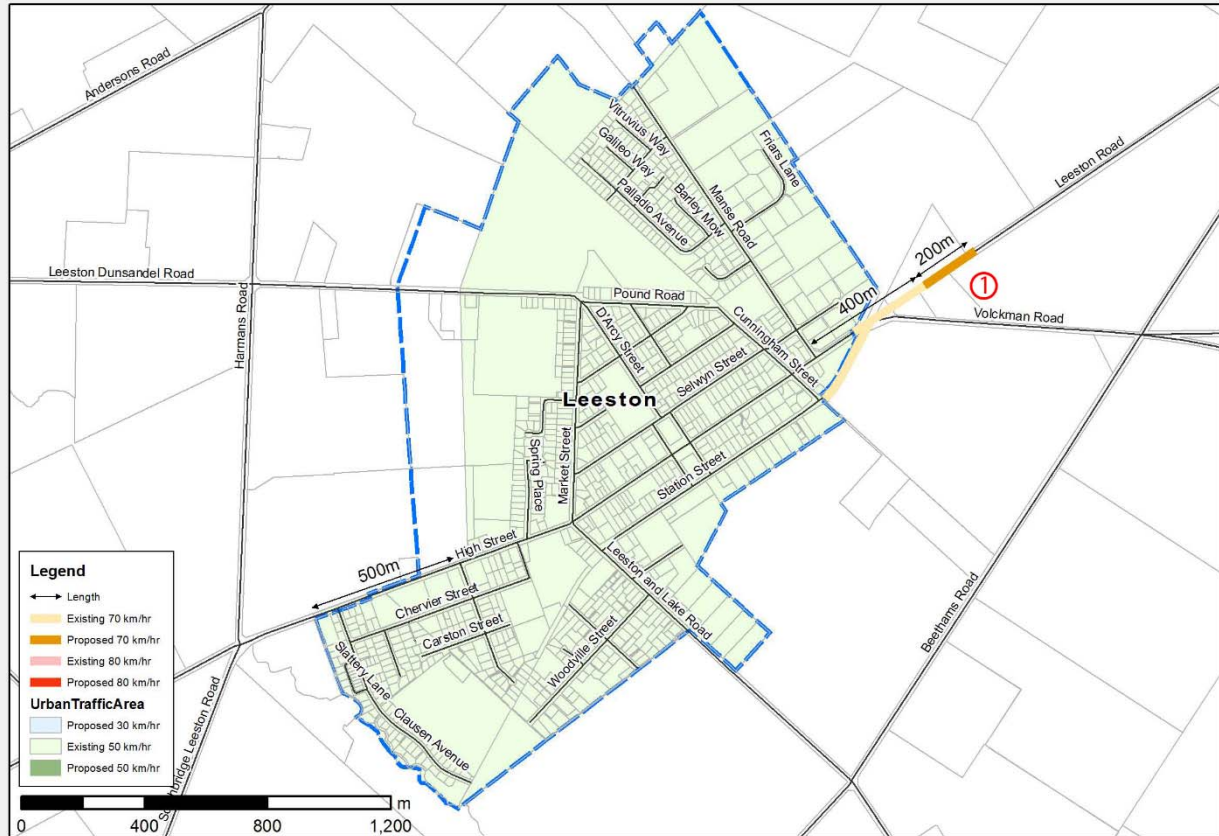 Andersons Road
Vitruvius Way
Galileo Way
Friars Lane
Palladio Avenue
Barley Mow
Manse Road
Leeston Road
200m
1
400m
Volckman Road
Leeston Dunsandel Road
Harmans Road
Pound Road
D'Arcy Street
Cunningham Street
Selwyn Street
Leeston
Spring Place
Market Street
Station Street
High Street
500m
Leeston and Lake Road
Chervier Street
Carston Street
Woodville Street
Slattery Lane
Clausen Avenue
Beethams Road
Southbridge Leeston Road
Legend
Length
Existing 70 km/hr
Proposed 70 km/hr
Existing 80 km/hr
Proposed 80 km/hr
UrbanTrafficArea
Proposed 30 km/hr
Existing 50 km/hr
Proposed 50 km/hr
m
0 400 800 1,200